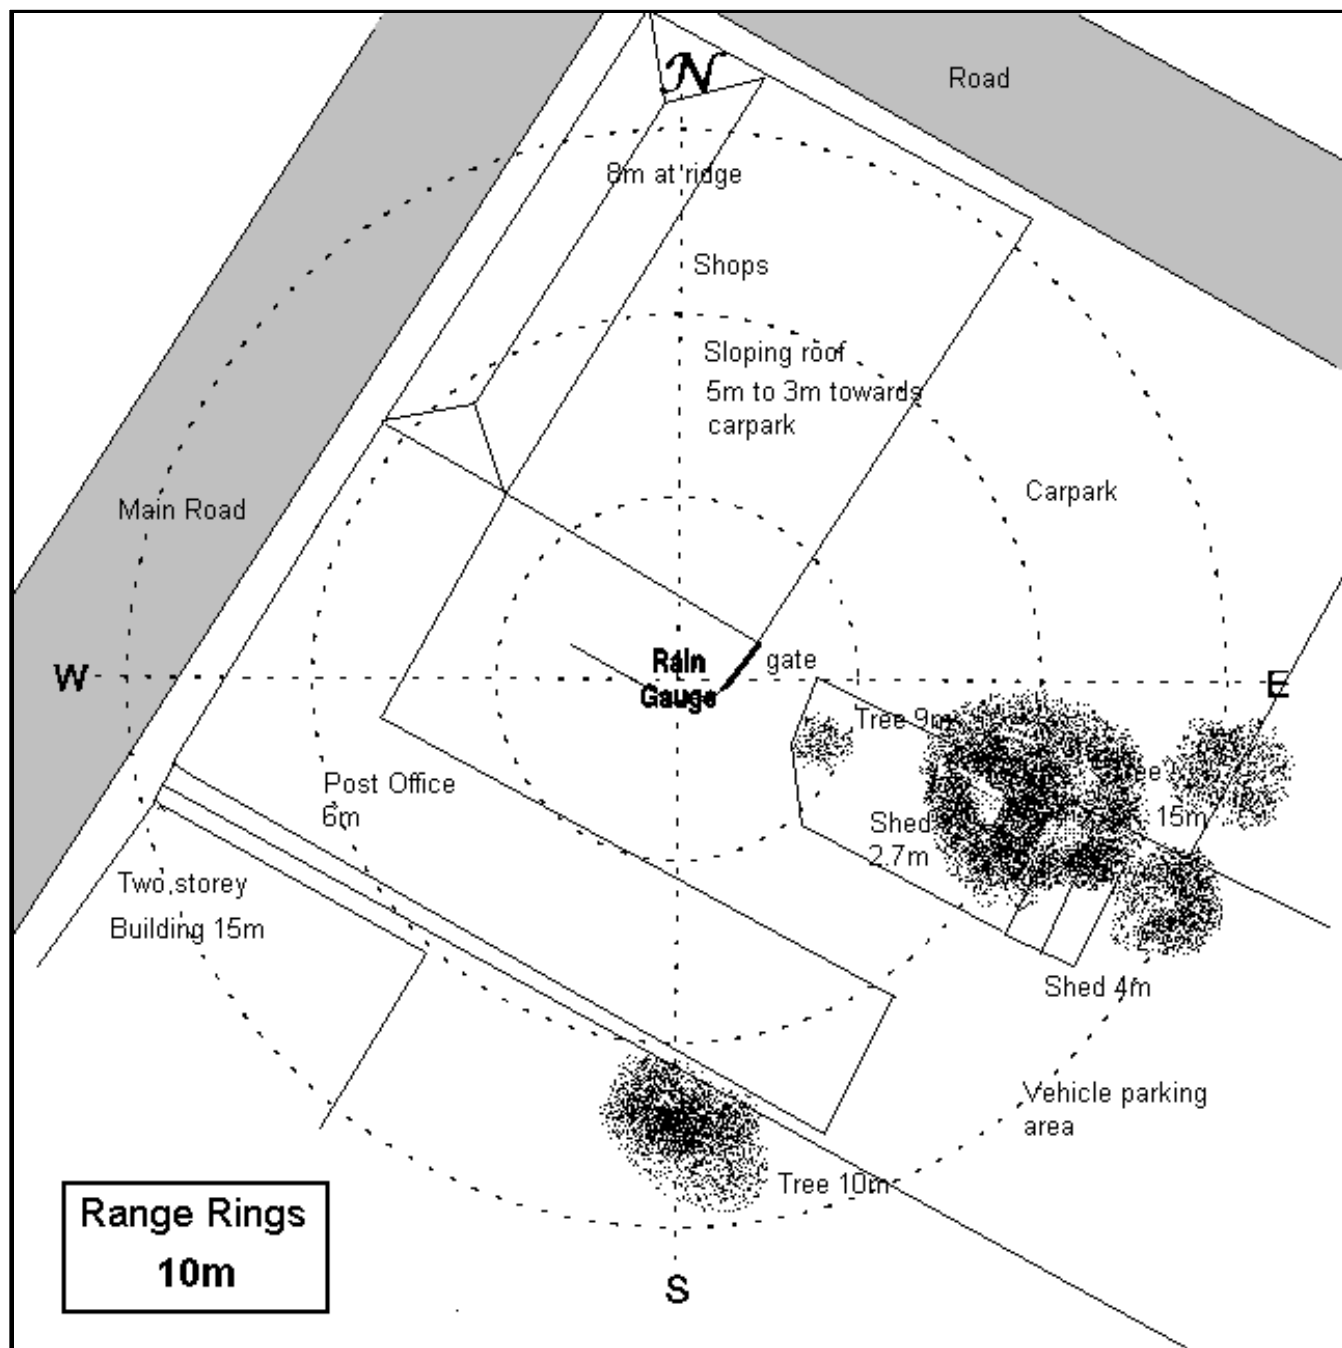 N
Road
8m at ridge
Shops
Sloping roof
5m to 3m towards
carpark
Carpark
Main Road
W
Rain
Gauge
gate
E
Tree 9m
15m
Post Office
6m
Shed
2.7m
Two storey
Building 15m
Shed 4m
Vehicle parking
area
Tree 10m
Range Rings
10m
S